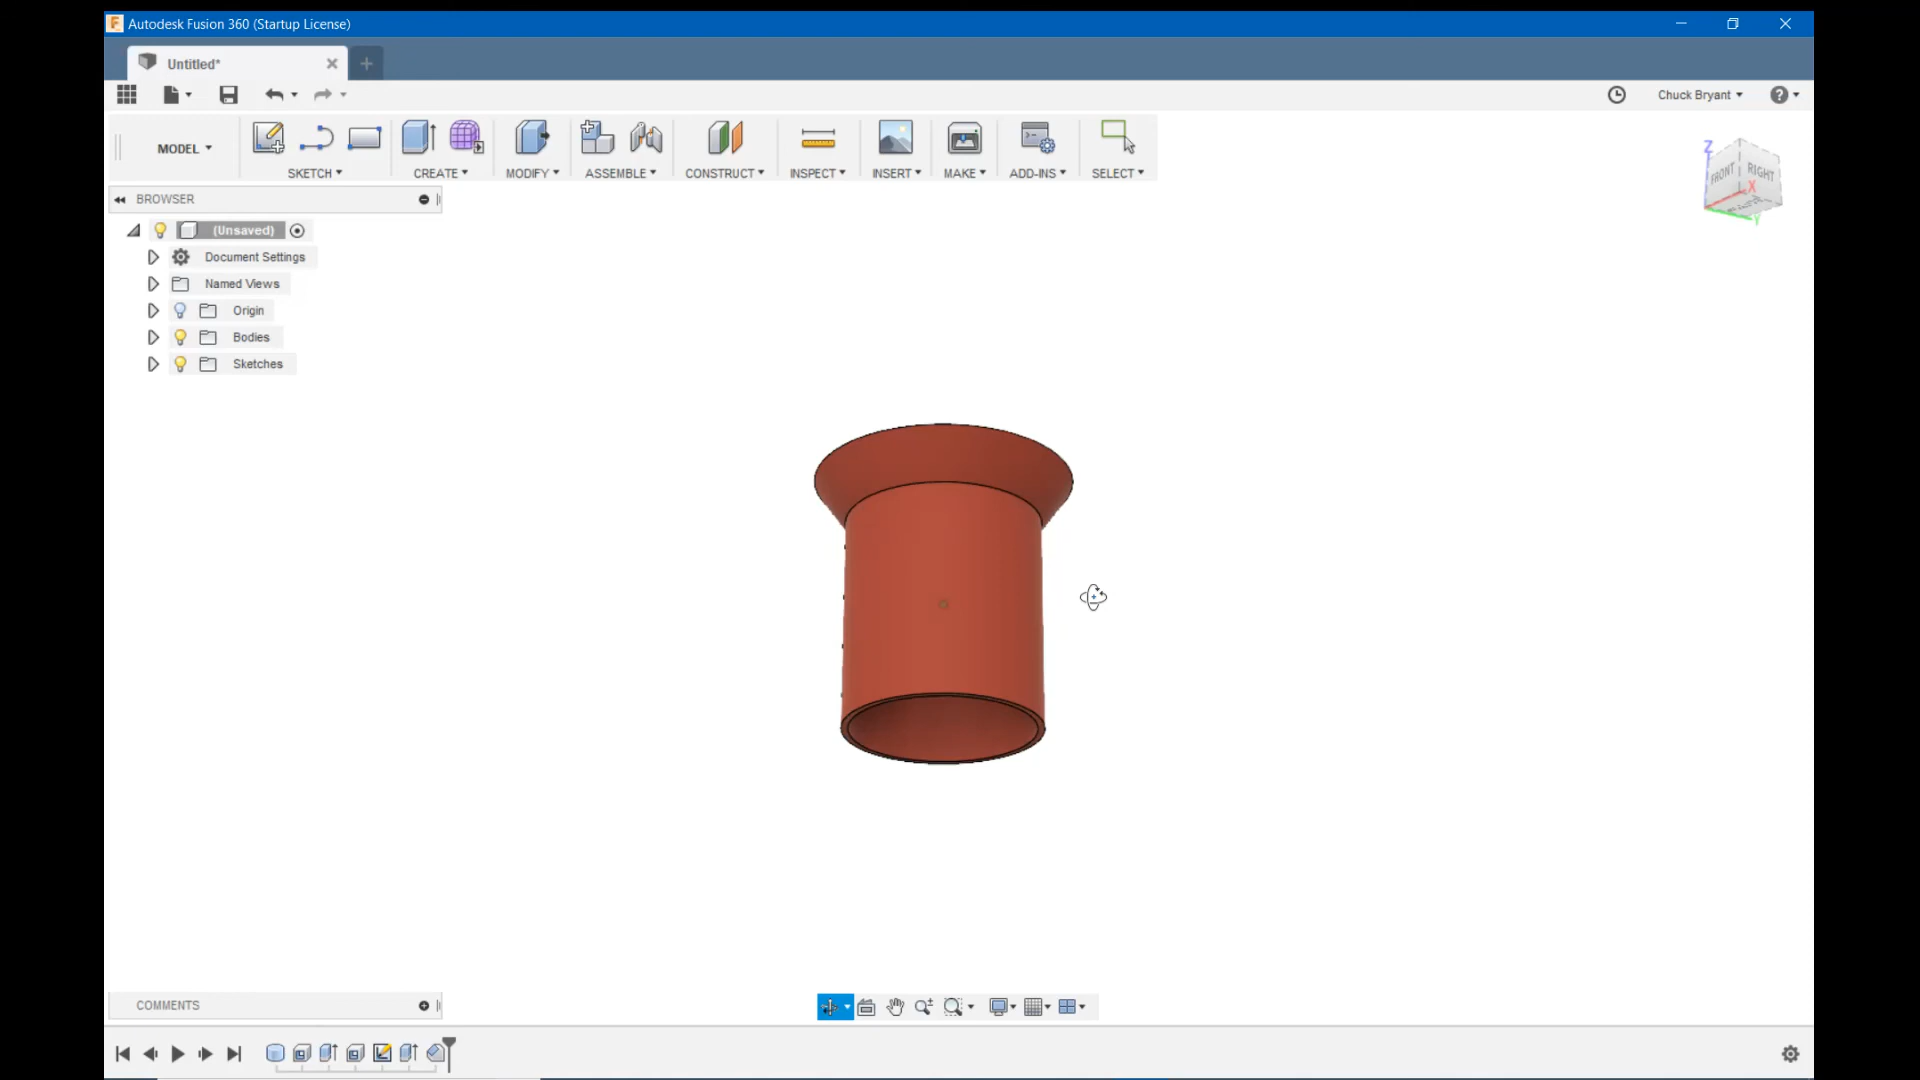 Autodesk Fusion 360 (Startup License)
Untitled*
Chuck Bryant
MODEL
SKETCH
CREATE
MODIFY
ASSEMBLE
CONSTRUCT
INSPECT
INSERT
MAKE
ADD-INS
SELECT
Z
FRONT
RIGHT
X
Y
BROWSER
(Unsaved)
Document Settings
Named Views
Origin
Bodies
Sketches
COMMENTS